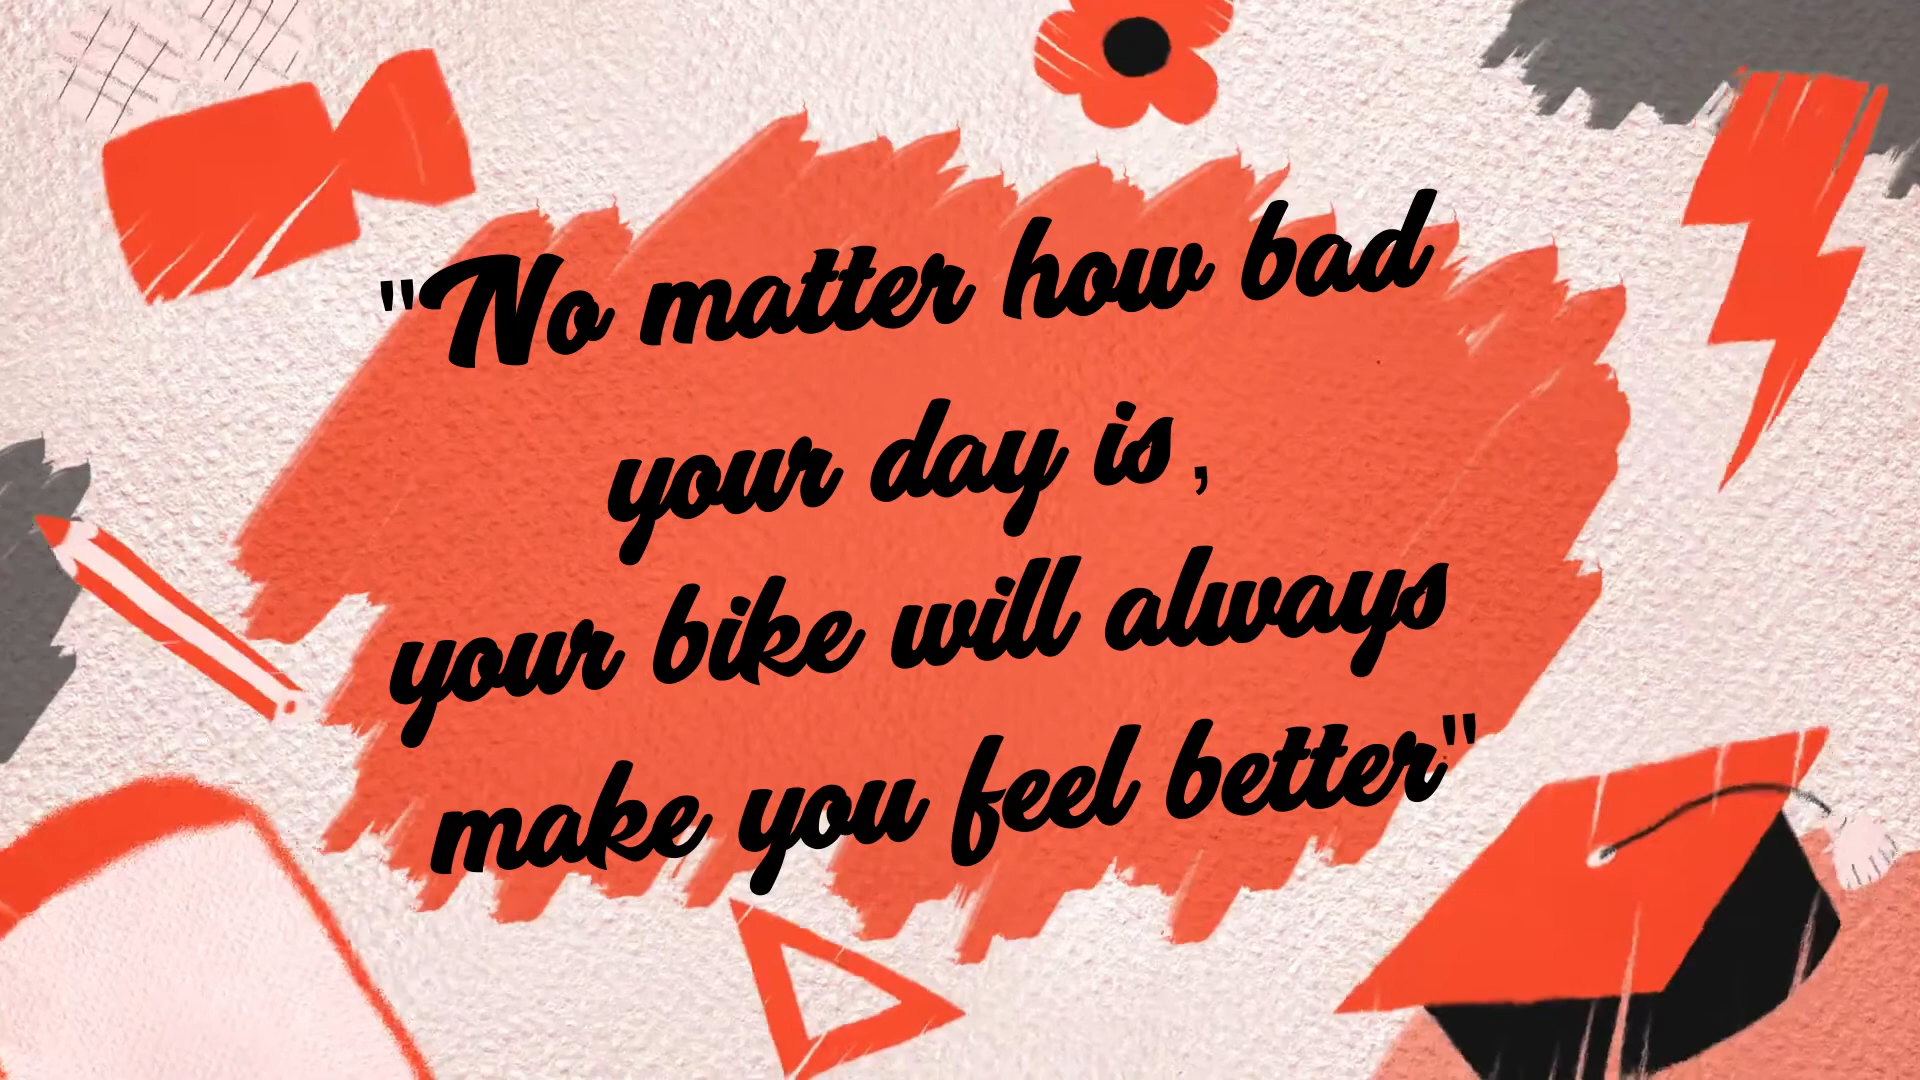 "No matter how bad
your day is ,
your bike will always
make you feel better"